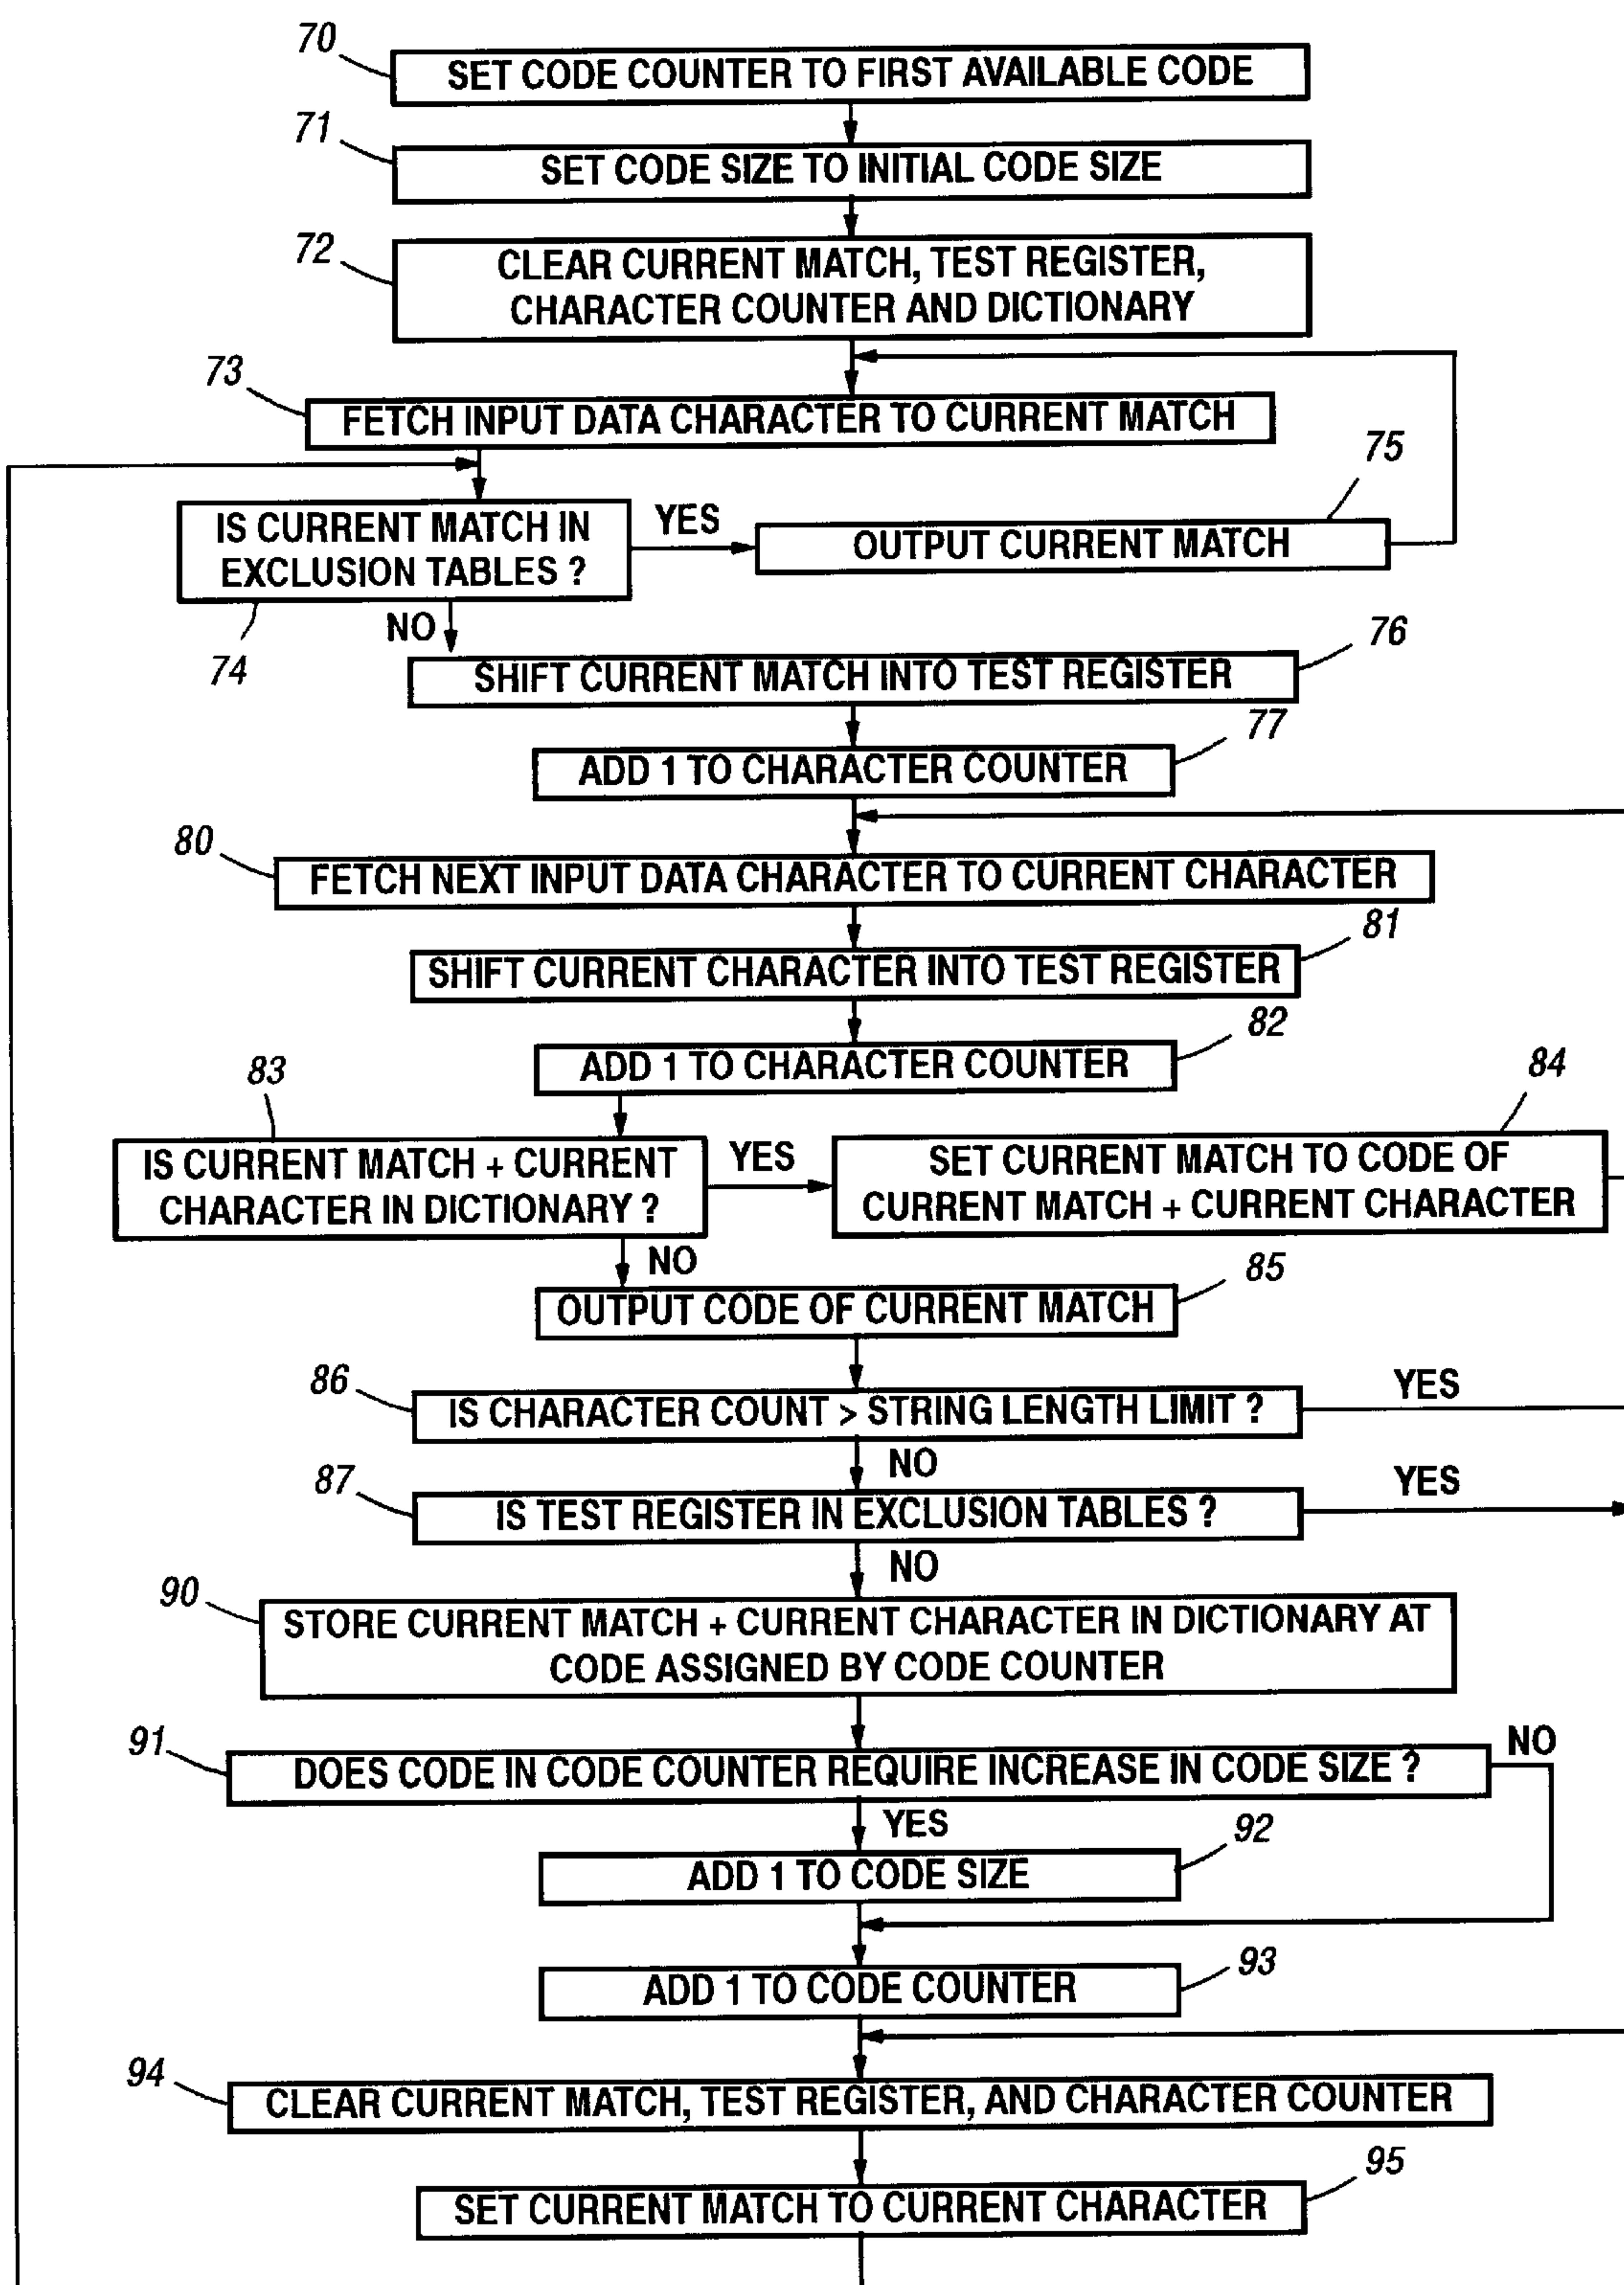 70
SET CODE COUNTER TO FIRST AVAILABLE CODE
71
SET CODE SIZE TO INITIAL CODE SIZE
72
CLEAR CURRENT MATCH, TEST REGISTER,
CHARACTER COUNTER AND DICTIONARY
73
FETCH INPUT DATA CHARACTER TO CURRENT MATCH
75
IS CURRENT MATCH IN
EXCLUSION TABLES ?
YES
OUTPUT CURRENT MATCH
NO
74
76
SHIFT CURRENT MATCH INTO TEST REGISTER
77
ADD 1 TO CHARACTER COUNTER
80
FETCH NEXT INPUT DATA CHARACTER TO CURRENT CHARACTER
81
SHIFT CURRENT CHARACTER INTO TEST REGISTER
82
ADD 1 TO CHARACTER COUNTER
83
84
IS CURRENT MATCH + CURRENT
CHARACTER IN DICTIONARY ?
YES
SET CURRENT MATCH TO CODE OF
CURRENT MATCH + CURRENT CHARACTER
NO
85
OUTPUT CODE OF CURRENT MATCH
86
IS CHARACTER COUNT > STRING LENGTH LIMIT ?
YES
NO
87
IS TEST REGISTER IN EXCLUSION TABLES ?
YES
NO
90
STORE CURRENT MATCH + CURRENT CHARACTER IN DICTIONARY AT
CODE ASSIGNED BY CODE COUNTER
91
DOES CODE IN CODE COUNTER REQUIRE INCREASE IN CODE SIZE ?
NO
YES
92
ADD 1 TO CODE SIZE
93
ADD 1 TO CODE COUNTER
94
CLEAR CURRENT MATCH, TEST REGISTER, AND CHARACTER COUNTER
95
SET CURRENT MATCH TO CURRENT CHARACTER